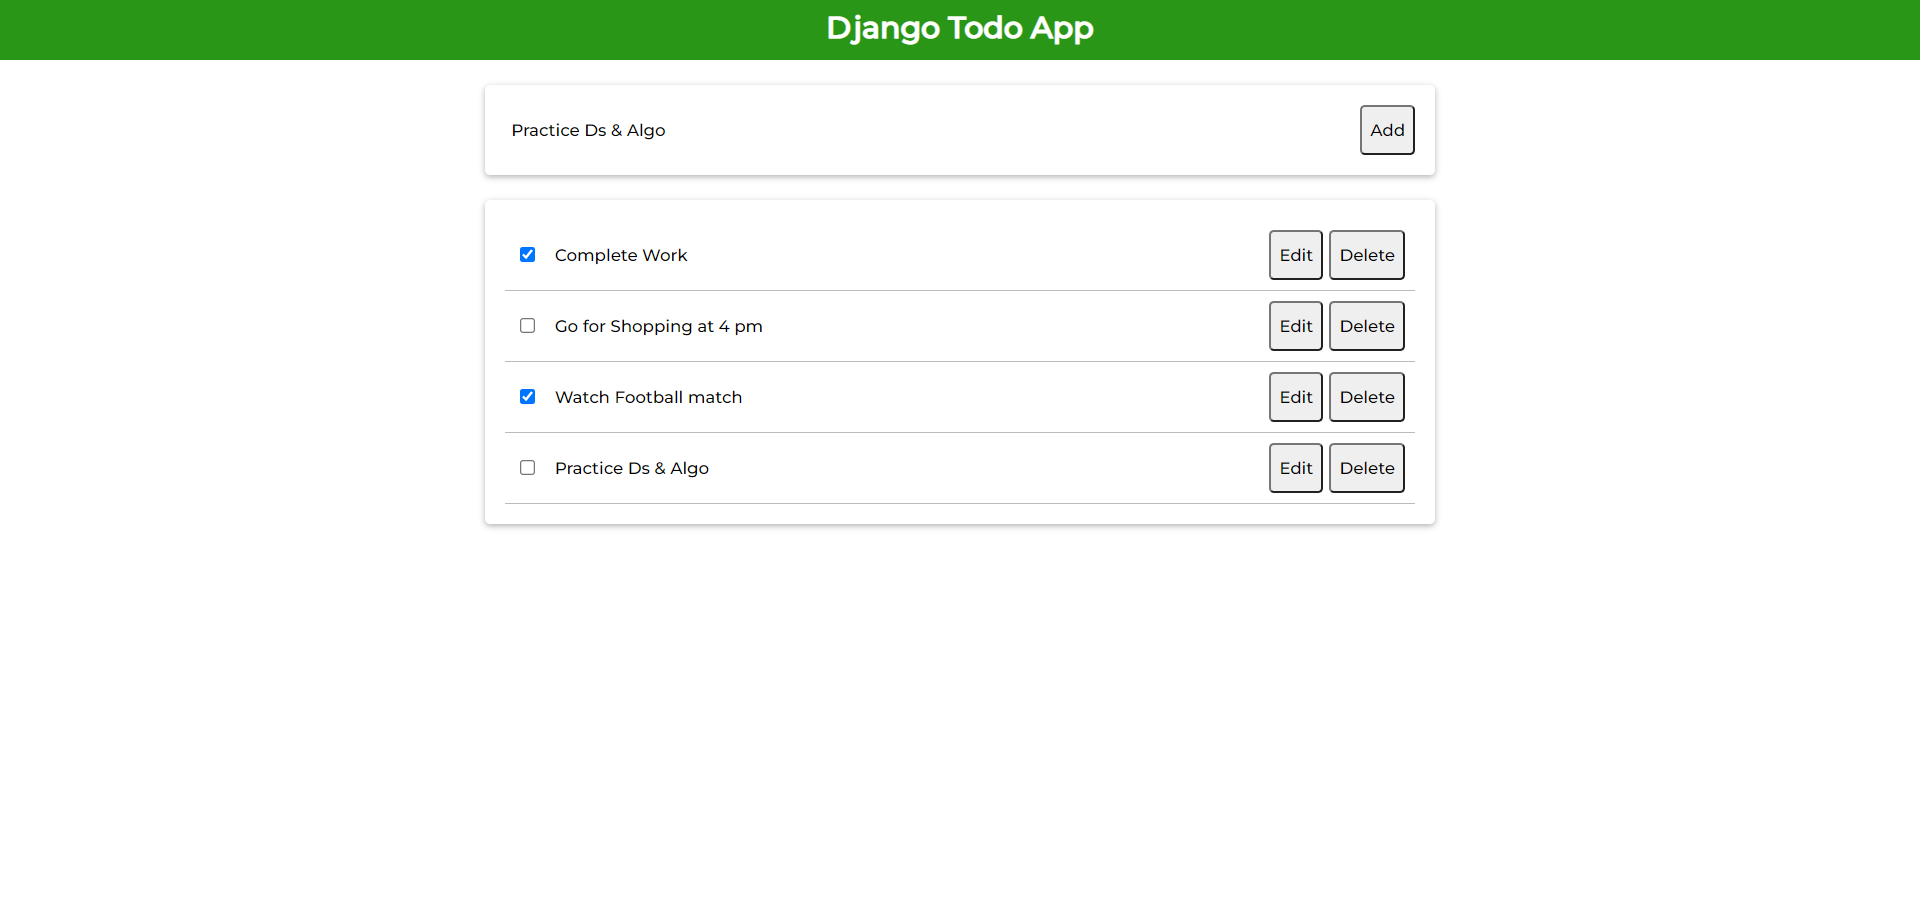 Django Todo App
Practice Ds & Algo Add
Complete Work Edit Delete
Go for Shopping at 4 pm Edit Delete
Watch Football match Edit Delete
Practice Ds & Algo Edit Delete